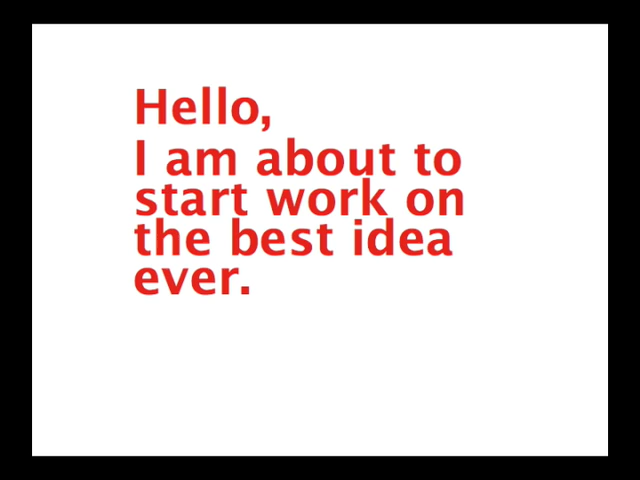 Hello,
I am about to
start work on
the best idea
ever.